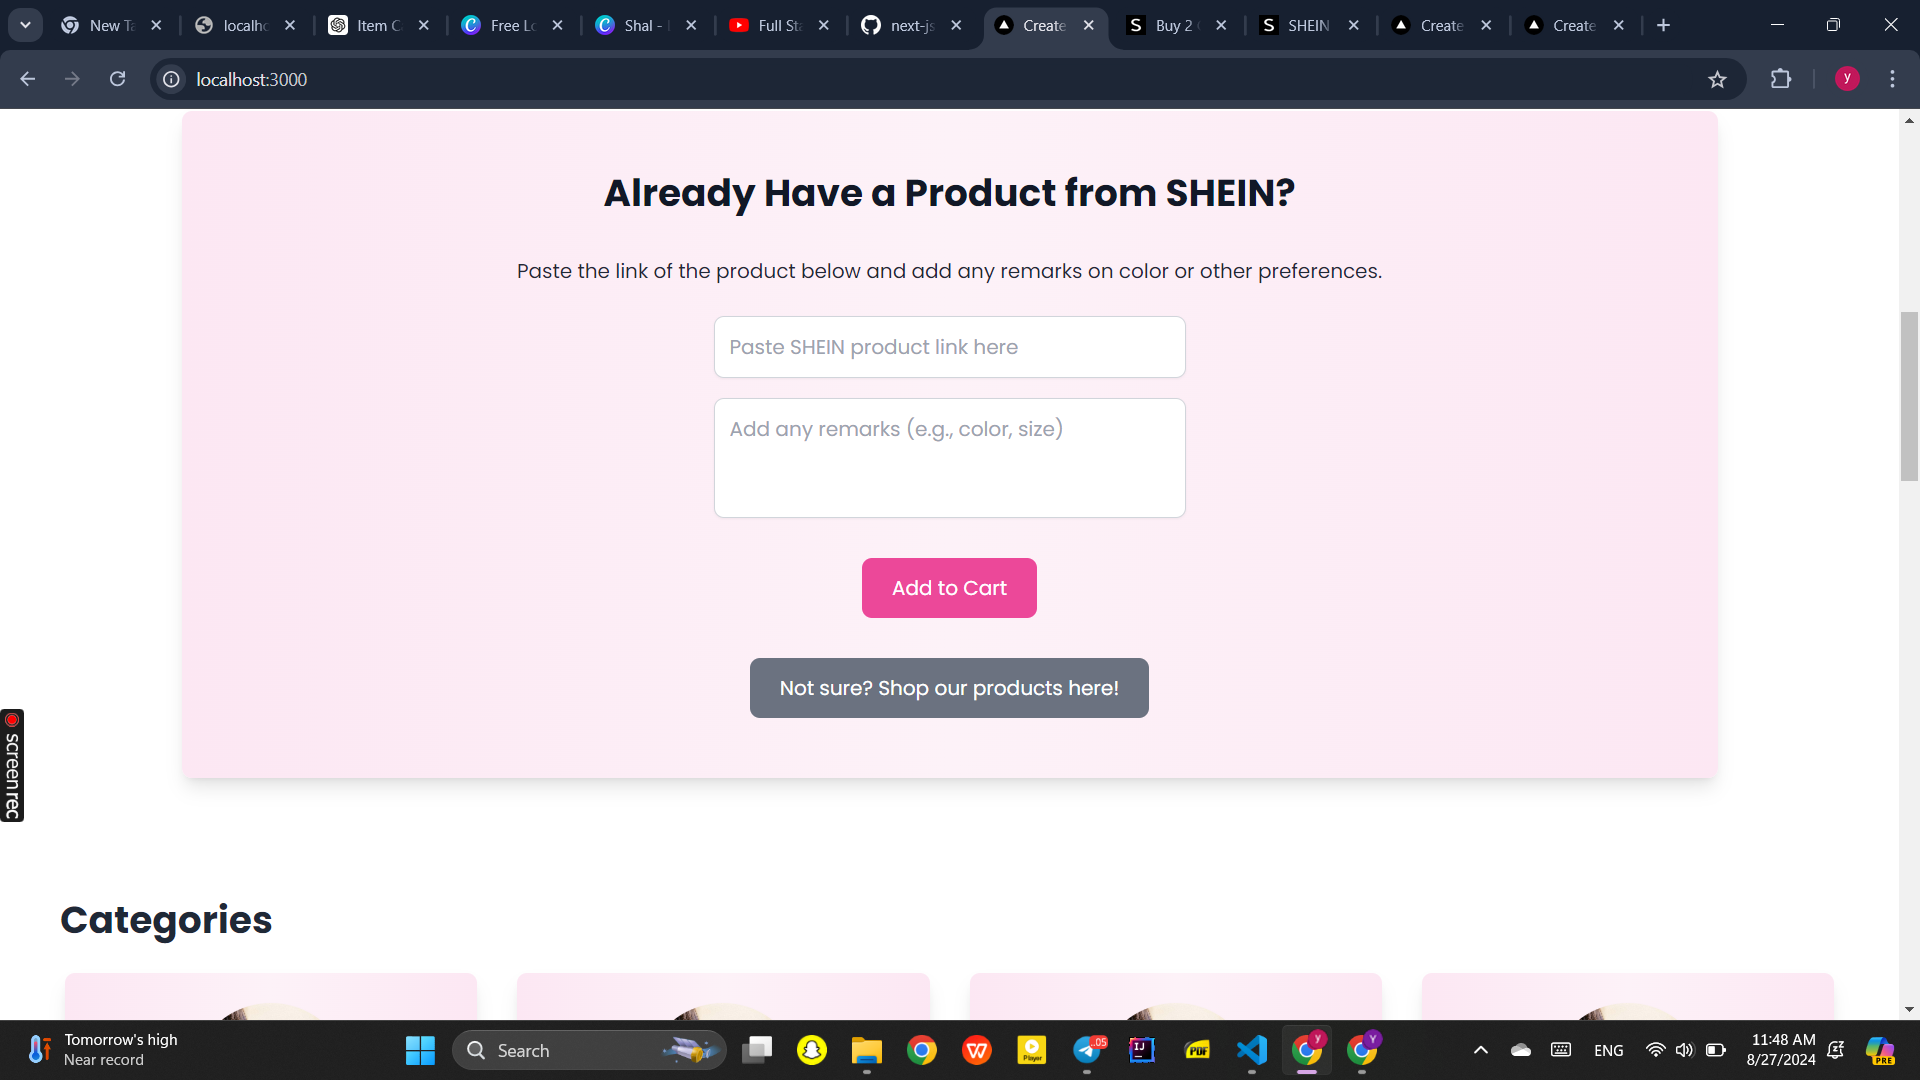 New Ta
localho
Item C
Free Lo
Shal -
Full Sta
next-js
Create
Buy 2
SHEIN
Create
Create
localhost:3000
y
Already Have a Product from SHEIN?
Paste the link of the product below and add any remarks on color or other preferences.
Paste SHEIN product link here
Add any remarks (e.g., color, size)
Add to Cart
Not sure? Shop our products here!
screenrec
Categories
Tomorrow's high
Near record
Search
ENG
11:48 AM
8/27/2024